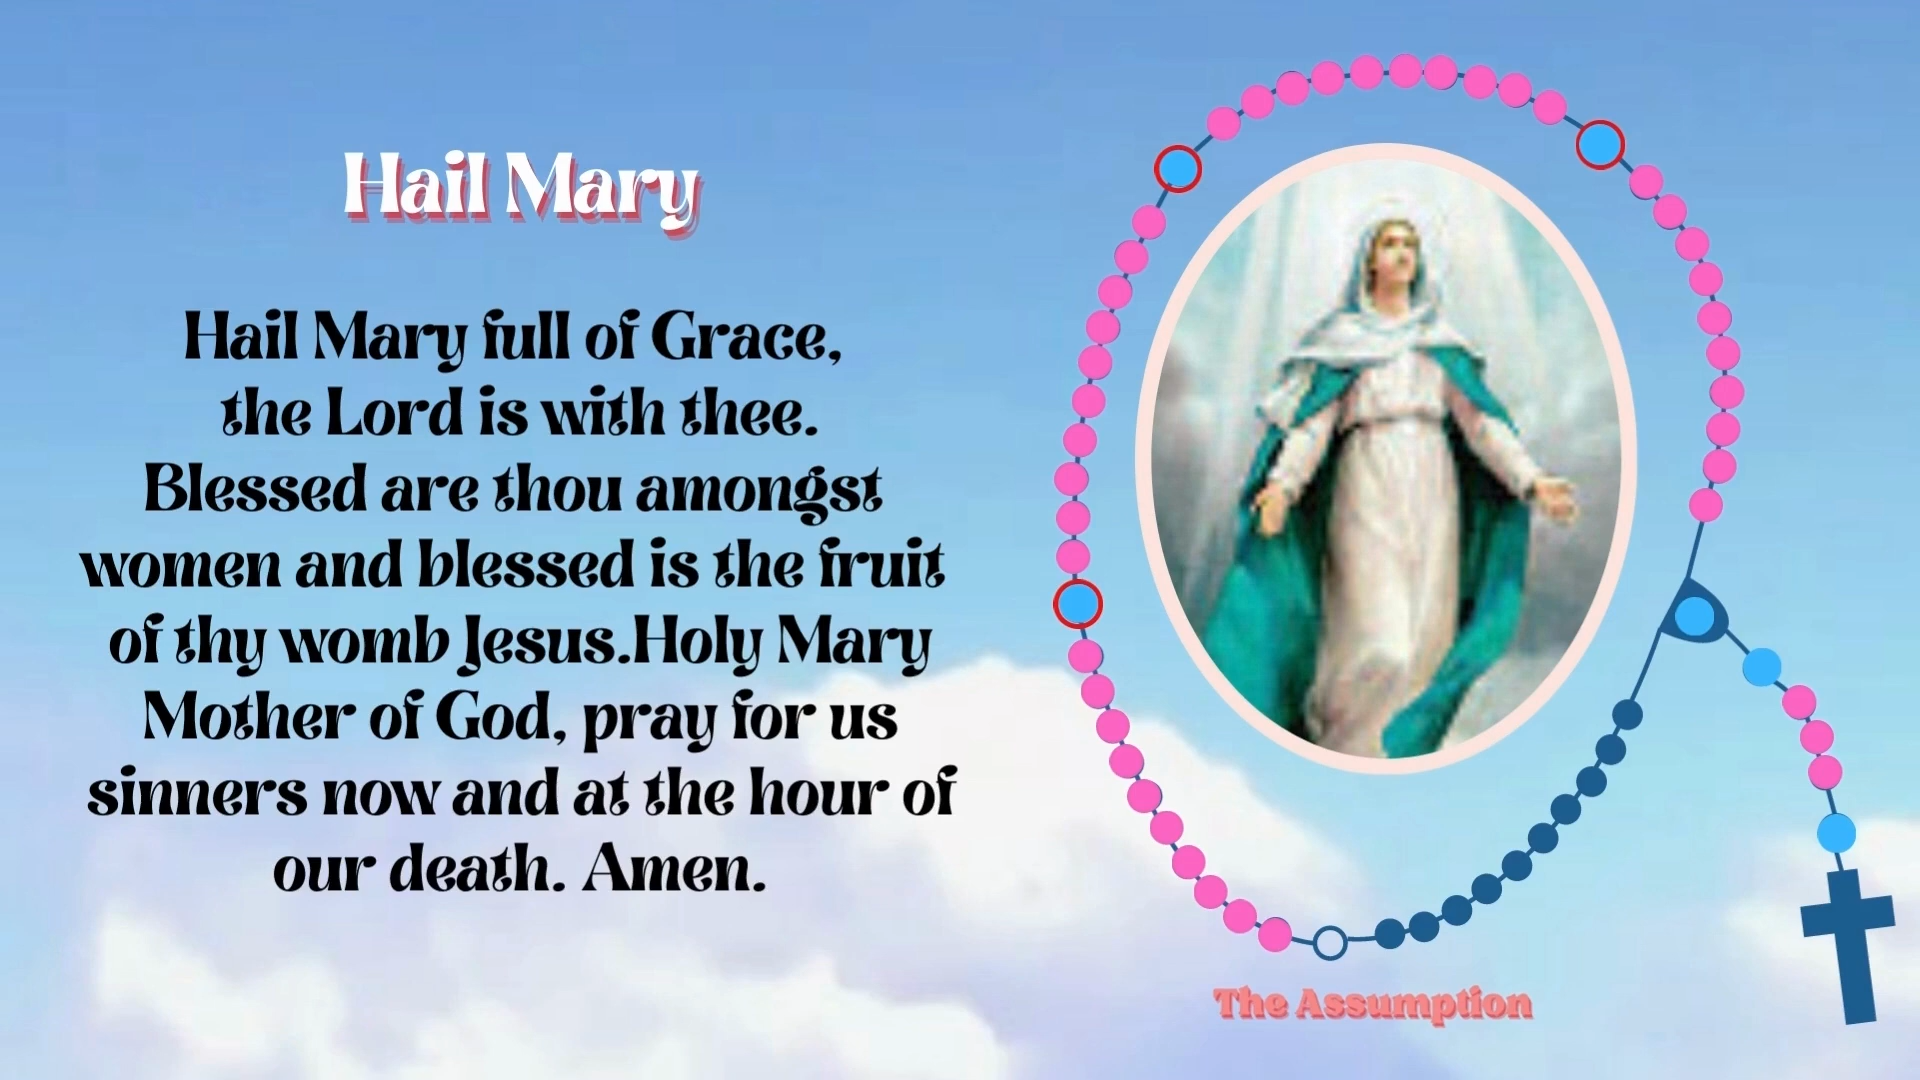 Hail Mary
Hail Mary full of Grace,
the Lord is with thee.
Blessed are thou amongst
women and blessed is the fruit
of thy womb Jesus.Holy Mary
Mother of God, pray for us
sinners now and at the hour of
our death. Amen.
The Assumption